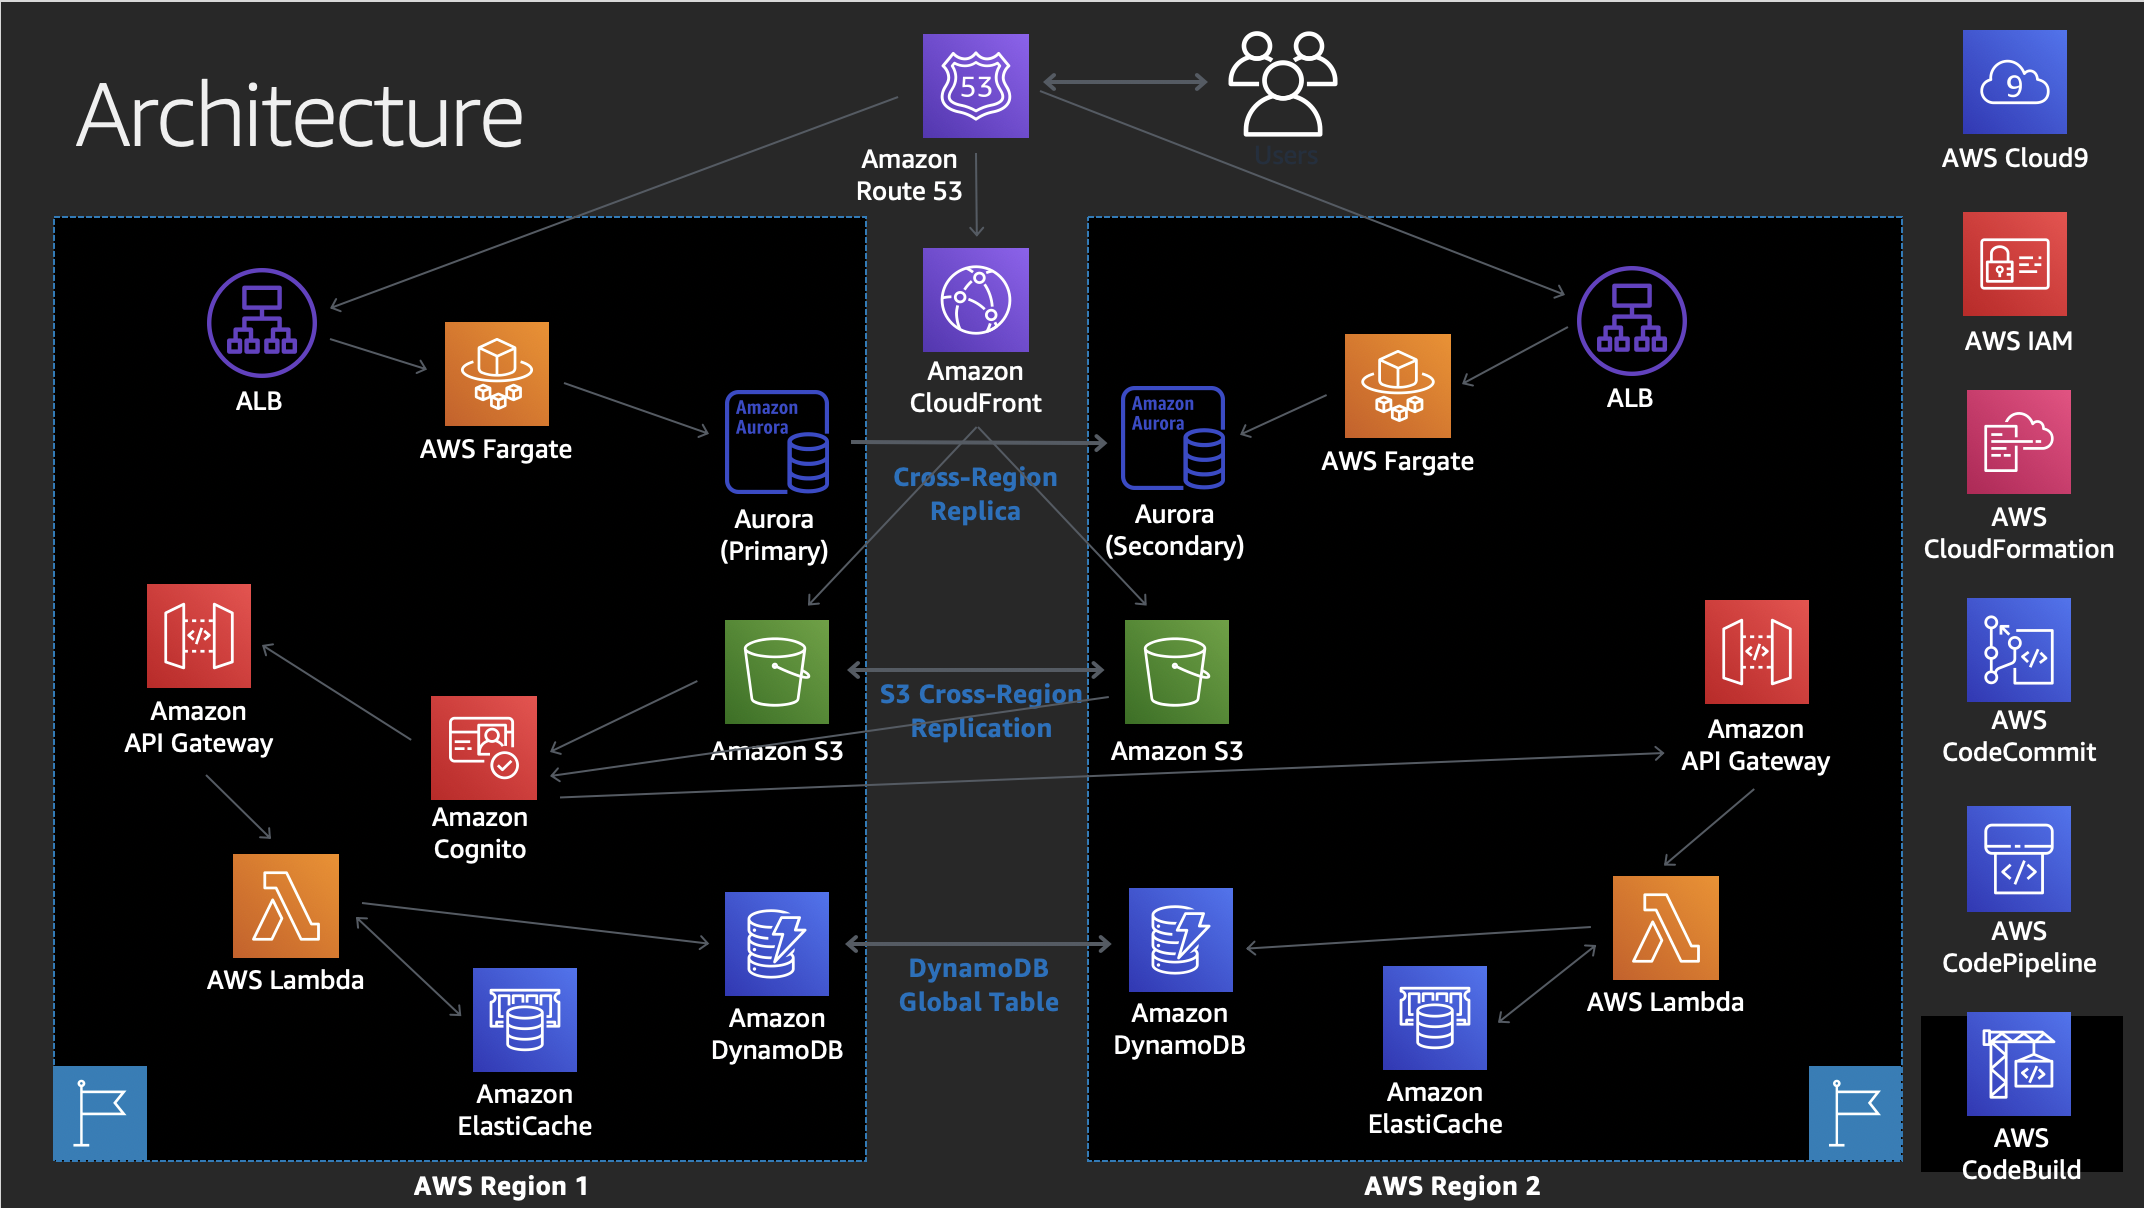 Architecture
53
Amazon
Route 53
Users
Amazon
CloudFront
ALB
AWS Fargate
Amazon
Aurora
Aurora
(Primary)
Cross-Region
Replica
Amazon
Aurora
Aurora
(Secondary)
AWS Fargate
ALB
</>
Amazon
API Gateway
Amazon
Cognito
Amazon S3
S3 Cross-Region
Replication
Amazon S3
</>
Amazon
API Gateway
AWS Lambda
Amazon
ElastiCache
Amazon
DynamoDB
DynamoDB
Global Table
Amazon
DynamoDB
Amazon
ElastiCache
AWS Lambda
AWS Region 1
AWS Region 2
9
AWS Cloud9
AWS IAM
AWS
CloudFormation
</>
AWS
CodeCommit
</>
AWS
CodePipeline
</>
AWS
CodeBuild